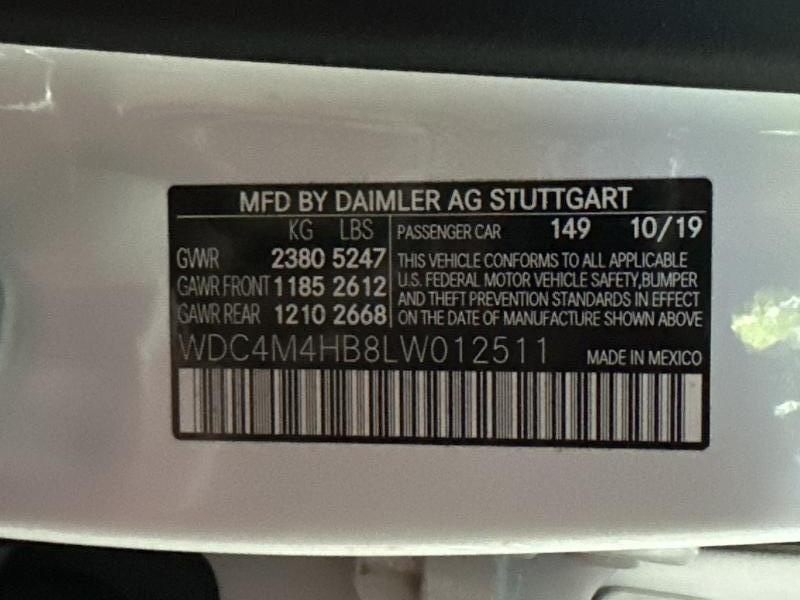 MFD BY DAIMLER AG STUTTGART
KG LBS
GVWR 2380 5247
GAWR FRONT 1185 2612
GAWR REAR 1210 2668
PASSENGER CAR 149 10/19
THIS VEHICLE CONFORMS TO ALL APPLICABLE
U.S. FEDERAL MOTOR VEHICLE SAFETY,BUMPER
AND THEFT PREVENTION STANDARDS IN EFFECT
ON THE DATE OF MANUFACTURE SHOWN ABOVE
WDC4M4HB8LW012511
MADE IN MEXICO